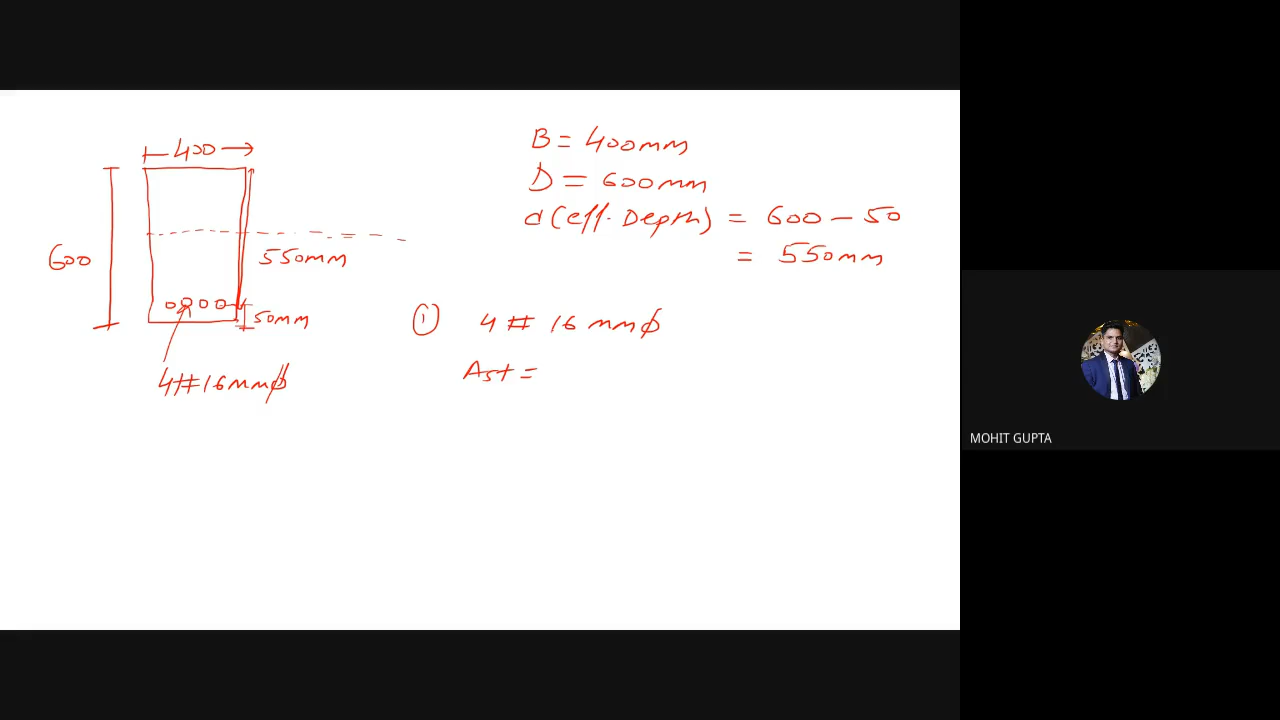 400
B = 400mm
D = 600mm
d(eff. Depth) = 600 - 50
= 550mm
600
550mm
50mm
① 4 # 16 mmϕ
Ast =
4#16mmϕ
MOHIT GUPTA